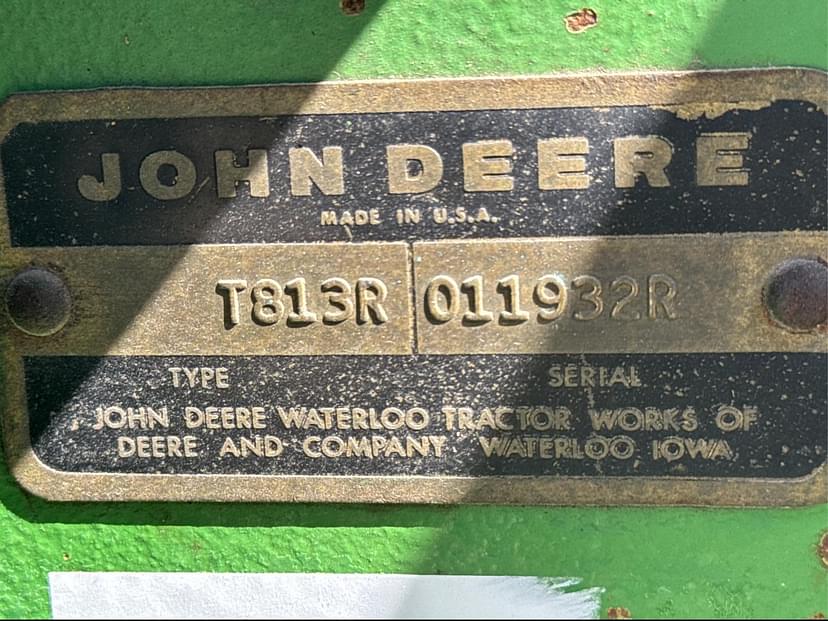 JOHN DEERE
MADE IN U.S.A.
T813R 011932R
TYPE SERIAL
JOHN DEERE WATERLOO TRACTOR WORKS OF
DEERE AND COMPANY WATERLOO IOWA